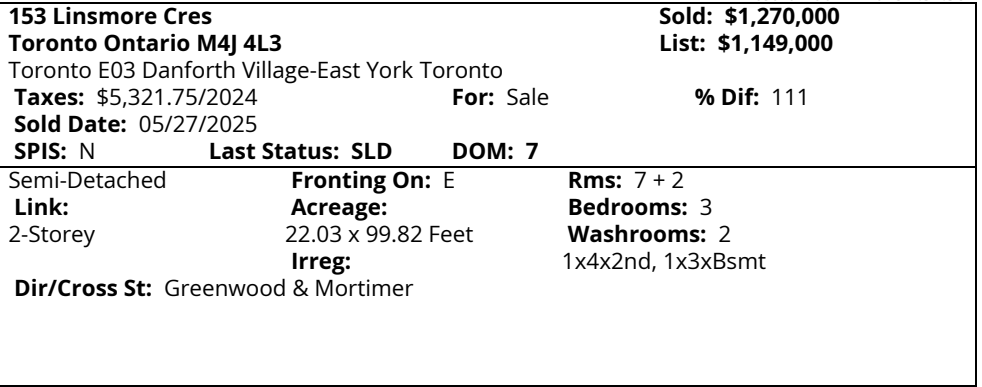 153 Linsmore Cres Sold: $1,270,000
Toronto Ontario M4J 4L3 List: $1,149,000
Toronto E03 Danforth Village-East York Toronto
Taxes: $5,321.75/2024 For: Sale % Dif: 111
Sold Date: 05/27/2025
SPIS: N Last Status: SLD DOM: 7
Semi-Detached Fronting On: E Rms: 7 + 2
Link: Acreage: Bedrooms: 3
2-Storey 22.03 x 99.82 Feet Washrooms: 2
Irreg: 1x4x2nd, 1x3xBsmt
Dir/Cross St: Greenwood & Mortimer